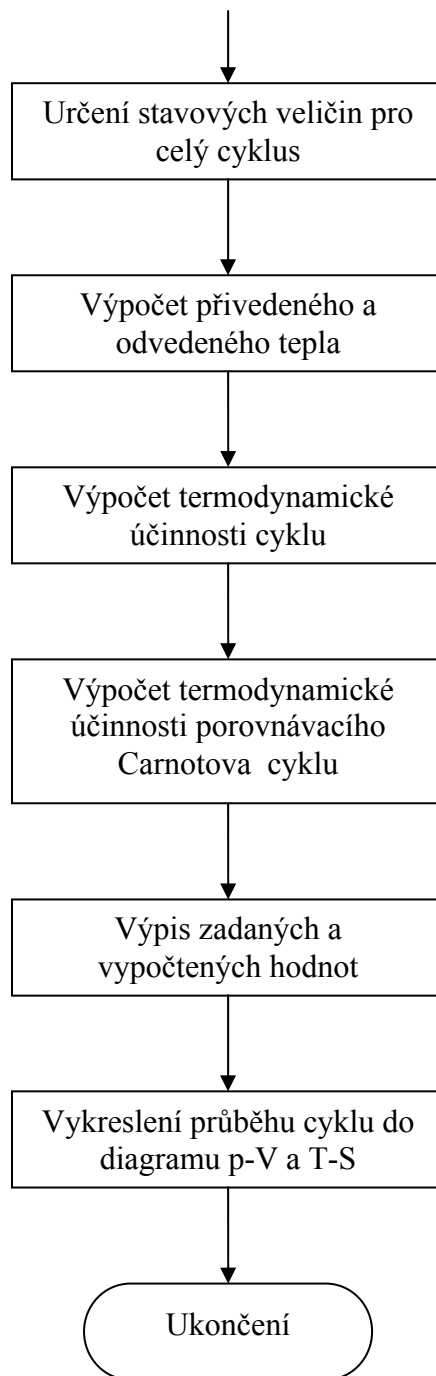 Určení stavových veličin pro
celý cyklus
Výpočet přivedeného a
odvedeného tepla
Výpočet termodynamické
účinnosti cyklu
Výpočet termodynamické
účinnosti porovnávacího
Carnotova cyklu
Výpis zadaných a
vypočtených hodnot
Vykreslení průběhu cyklu do
diagramu p-V a T-S
Ukončení